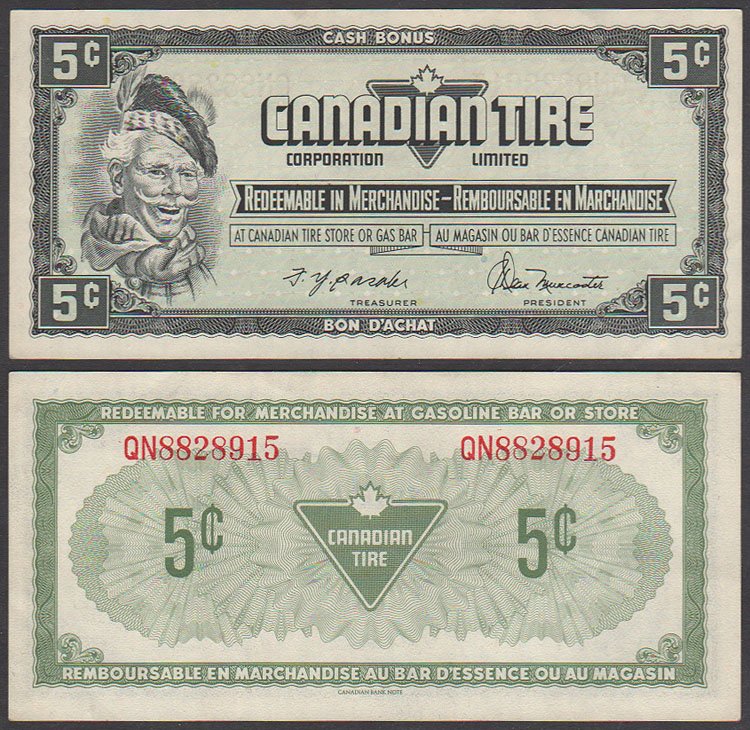 CASH BONUS
5¢ 5¢
CANADIAN TIRE
CORPORATION LIMITED
REDEEMABLE IN MERCHANDISE – REMBOURSABLE EN MARCHANDISE
AT CANADIAN TIRE STORE OR GAS BAR AU MAGASIN OU BAR D'ESSENCE CANADIAN TIRE
TREASURER PRESIDENT
5¢ 5¢
BON D'ACHAT
REDEEMABLE FOR MERCHANDISE AT GASOLINE BAR OR STORE
QN8828915 QN8828915
5¢ CANADIAN 5¢
TIRE
REMBOURSABLE EN MARCHANDISE AU BAR D'ESSENCE OU AU MAGASIN
CANADIAN BANK NOTE